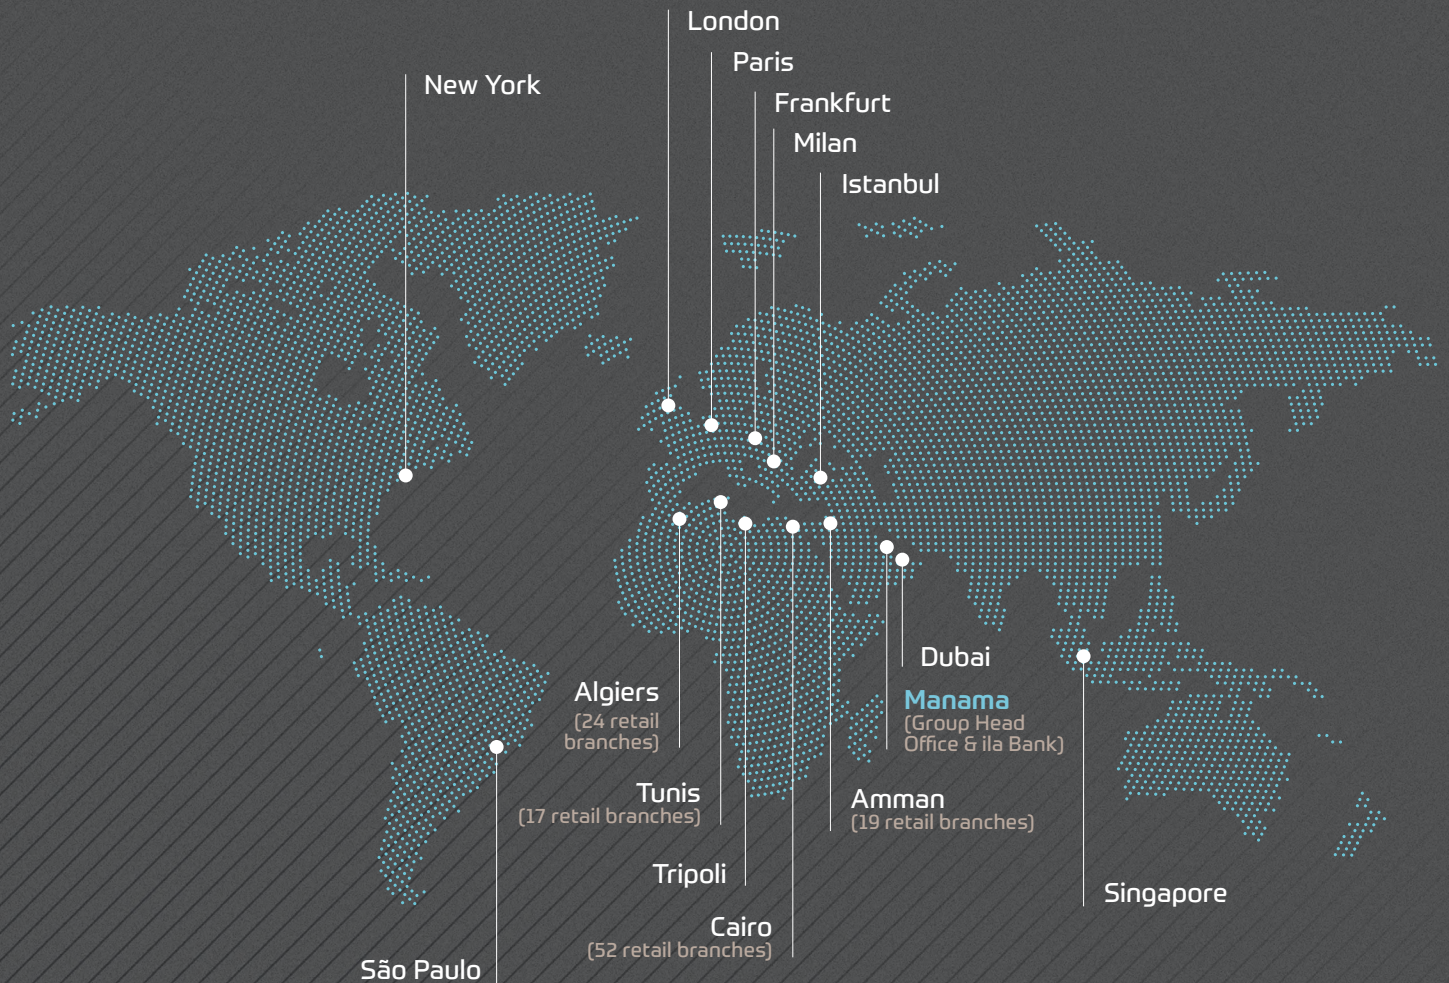 London
Paris
New York
Frankfurt
Milan
Istanbul
Dubai
Algiers
(24 retail
branches)
Manama
(Group Head
Office & ila Bank)
Tunis
(17 retail branches)
Amman
(19 retail branches)
Tripoli
Singapore
Cairo
(52 retail branches)
São Paulo